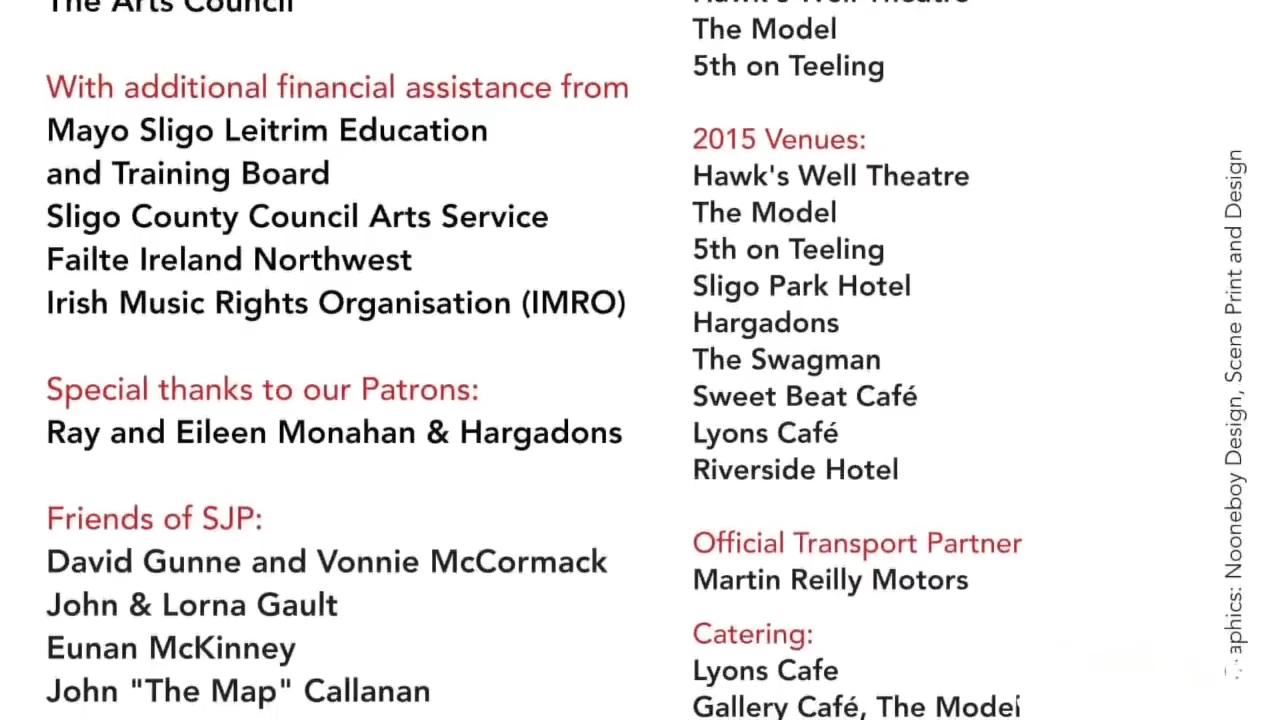 The Arts Council
With additional financial assistance from
Mayo Sligo Leitrim Education
and Training Board
Sligo County Council Arts Service
Failte Ireland Northwest
Irish Music Rights Organisation (IMRO)
Special thanks to our Patrons:
Ray and Eileen Monahan & Hargadons
Friends of SJP:
David Gunne and Vonnie McCormack
John & Lorna Gault
Eunan McKinney
John "The Map" Callanan
Hawk's Well Theatre
The Model
5th on Teeling
2015 Venues:
Hawk's Well Theatre
The Model
5th on Teeling
Sligo Park Hotel
Hargadons
The Swagman
Sweet Beat Café
Lyons Café
Riverside Hotel
Official Transport Partner
Martin Reilly Motors
Catering:
Lyons Cafe
Gallery Café, The Model
Nooneboy Design, Scene Print and Design